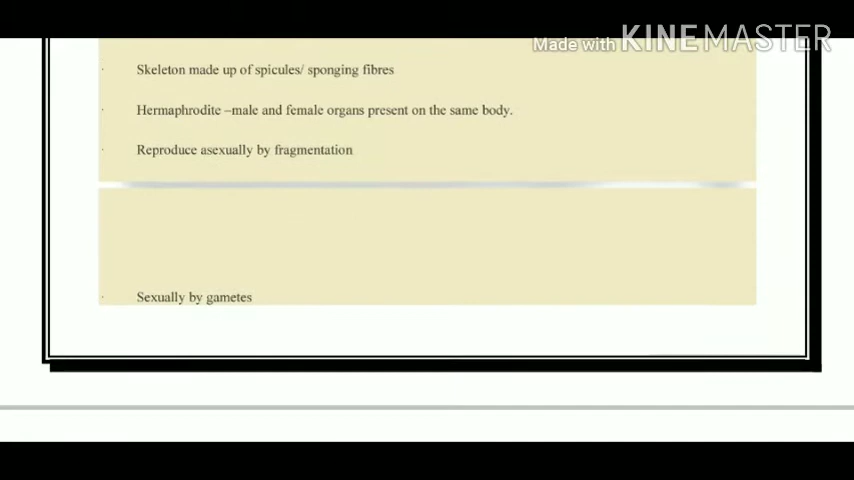 Made with KINEMASTER
· Skeleton made up of spicules/ sponging fibres
· Hermaphrodite –male and female organs present on the same body.
· Reproduce asexually by fragmentation
· Sexually by gametes